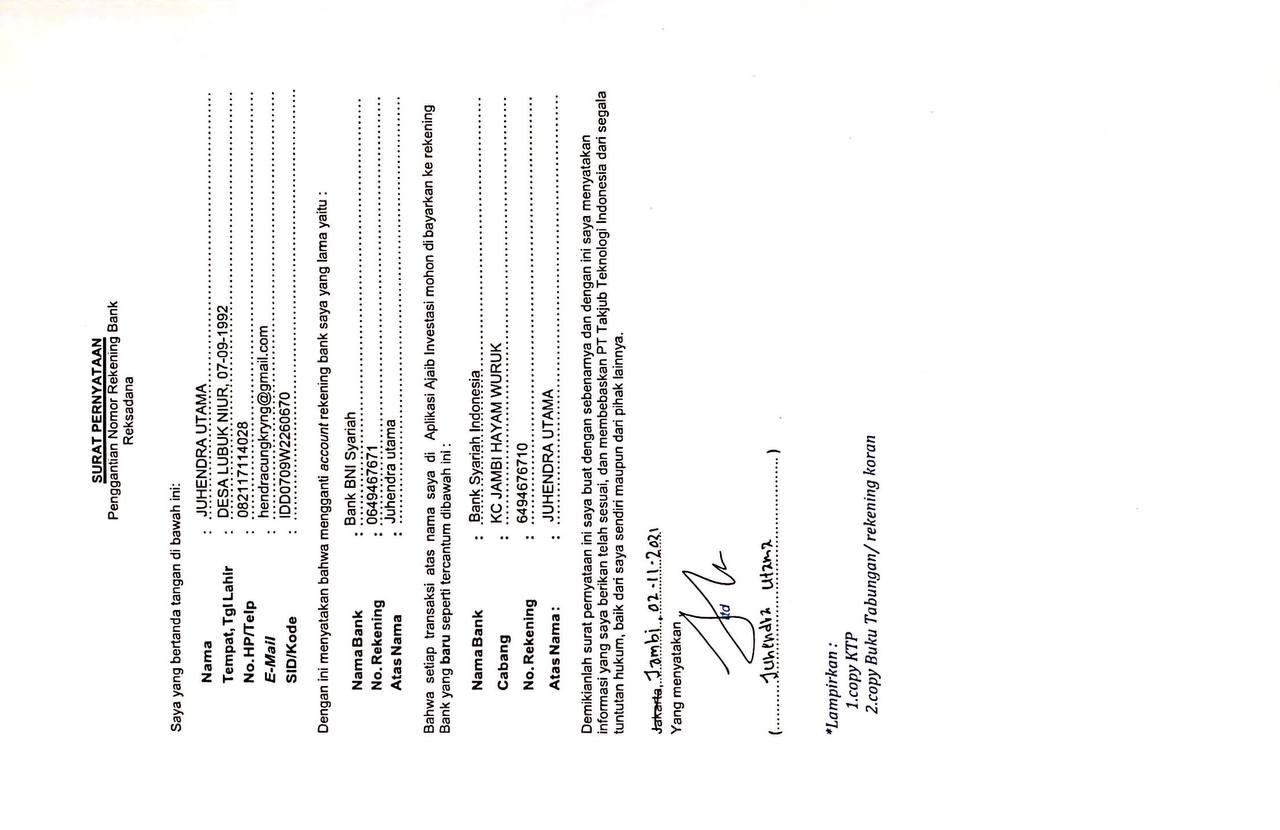 SURAT PERNYATAAN
Penggantian Nomor Rekening Bank
Reksadana
Saya yang bertanda tangan di bawah ini:
Nama : JUHENDRA UTAMA
Tempat, Tgl Lahir : DESA LUBUK NIUR, 07-09-1992
No. HP/Telp : 082117114028
E-Mail : hendracungkryng@gmail.com
SID/Kode : IDD0709W2260670
Dengan ini menyatakan bahwa mengganti account rekening bank saya yang lama yaitu :
Nama Bank : Bank BNI Syariah
No. Rekening : 0649467671
Atas Nama : Juhendra utama
Bahwa setiap transaksi atas nama saya di Aplikasi Ajaib Investasi mohon di bayarkan ke rekening
Bank yang baru seperti tercantum dibawah ini :
Nama Bank : Bank Syariah Indonesia
Cabang : KC JAMBI HAYAM WURUK
No. Rekening : 6494676710
Atas Nama : : JUHENDRA UTAMA
Demikianlah surat pernyataan ini saya buat dengan sebenarnya dan dengan ini saya menyatakan
informasi yang saya berikan telah sesuai, dan membebaskan PT Takjub Teknologi Indonesia dari segala
tuntutan hukum, baik dari saya sendiri maupun dari pihak lainnya.
Jakarta, Jambi, 02-11-2021
Yang menyatakan,
ttd
(Juhendra Utama)
*Lampirkan :
1.copy KTP
2.copy Buku Tabungan/ rekening koran